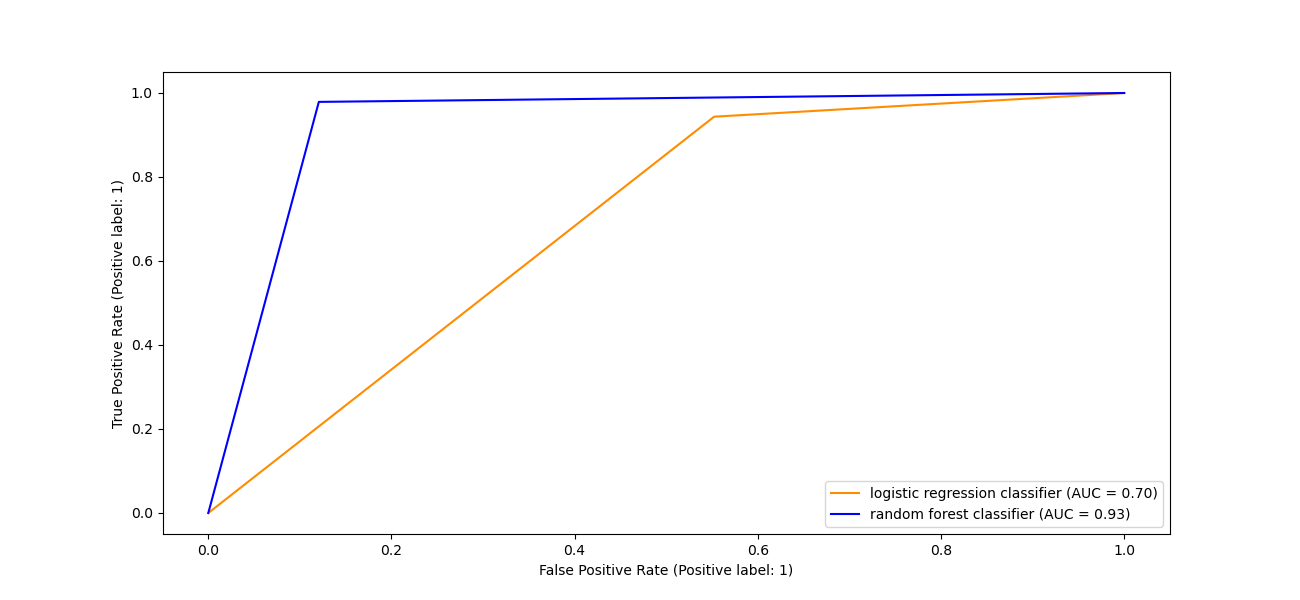 1.0
0.8
0.6
0.4
0.2
0.0
True Positive Rate (Positive label: 1)
logistic regression classifier (AUC = 0.70)
random forest classifier (AUC = 0.93)
0.0 0.2 0.4 0.6 0.8 1.0
False Positive Rate (Positive label: 1)